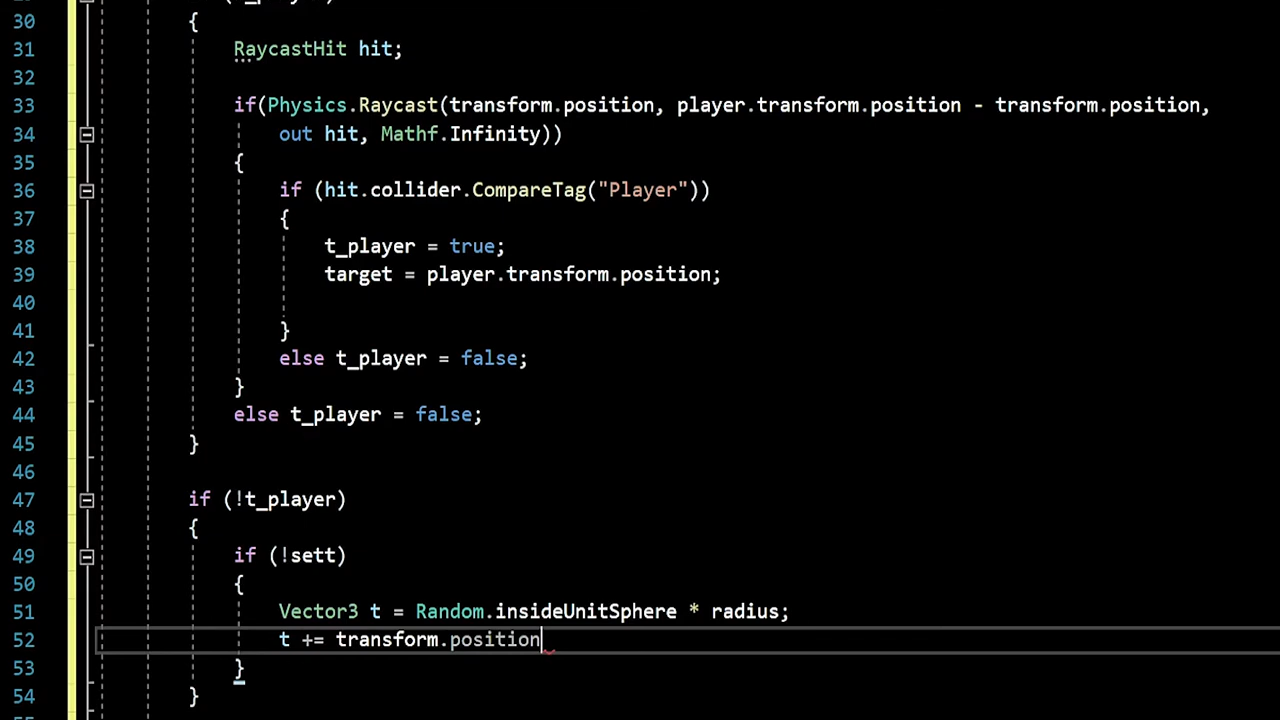 30 {
31 RaycastHit hit;
32
33 if(Physics.Raycast(transform.position, player.transform.position - transform.position,
34 out hit, Mathf.Infinity))
35 {
36 if (hit.collider.CompareTag("Player"))
37 {
38 t_player = true;
39 target = player.transform.position;
40
41 }
42 else t_player = false;
43 }
44 else t_player = false;
45 }
46
47 if (!t_player)
48 {
49 if (!sett)
50 {
51 Vector3 t = Random.insideUnitSphere * radius;
52 t += transform.position
53 }
54 }